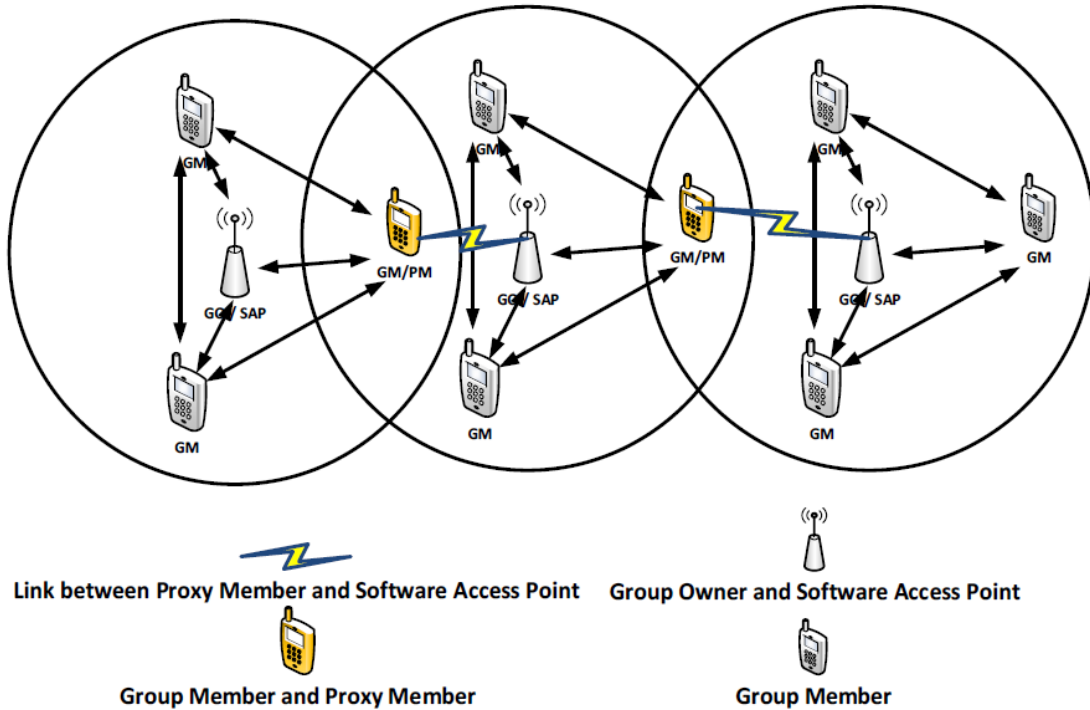 GM
GM
GM
GM/PM
GM/PM
GM
GO / SAP
GO / SAP
GO / SAP
GM
GM
GM
Link between Proxy Member and Software Access Point
Group Owner and Software Access Point
Group Member and Proxy Member
Group Member